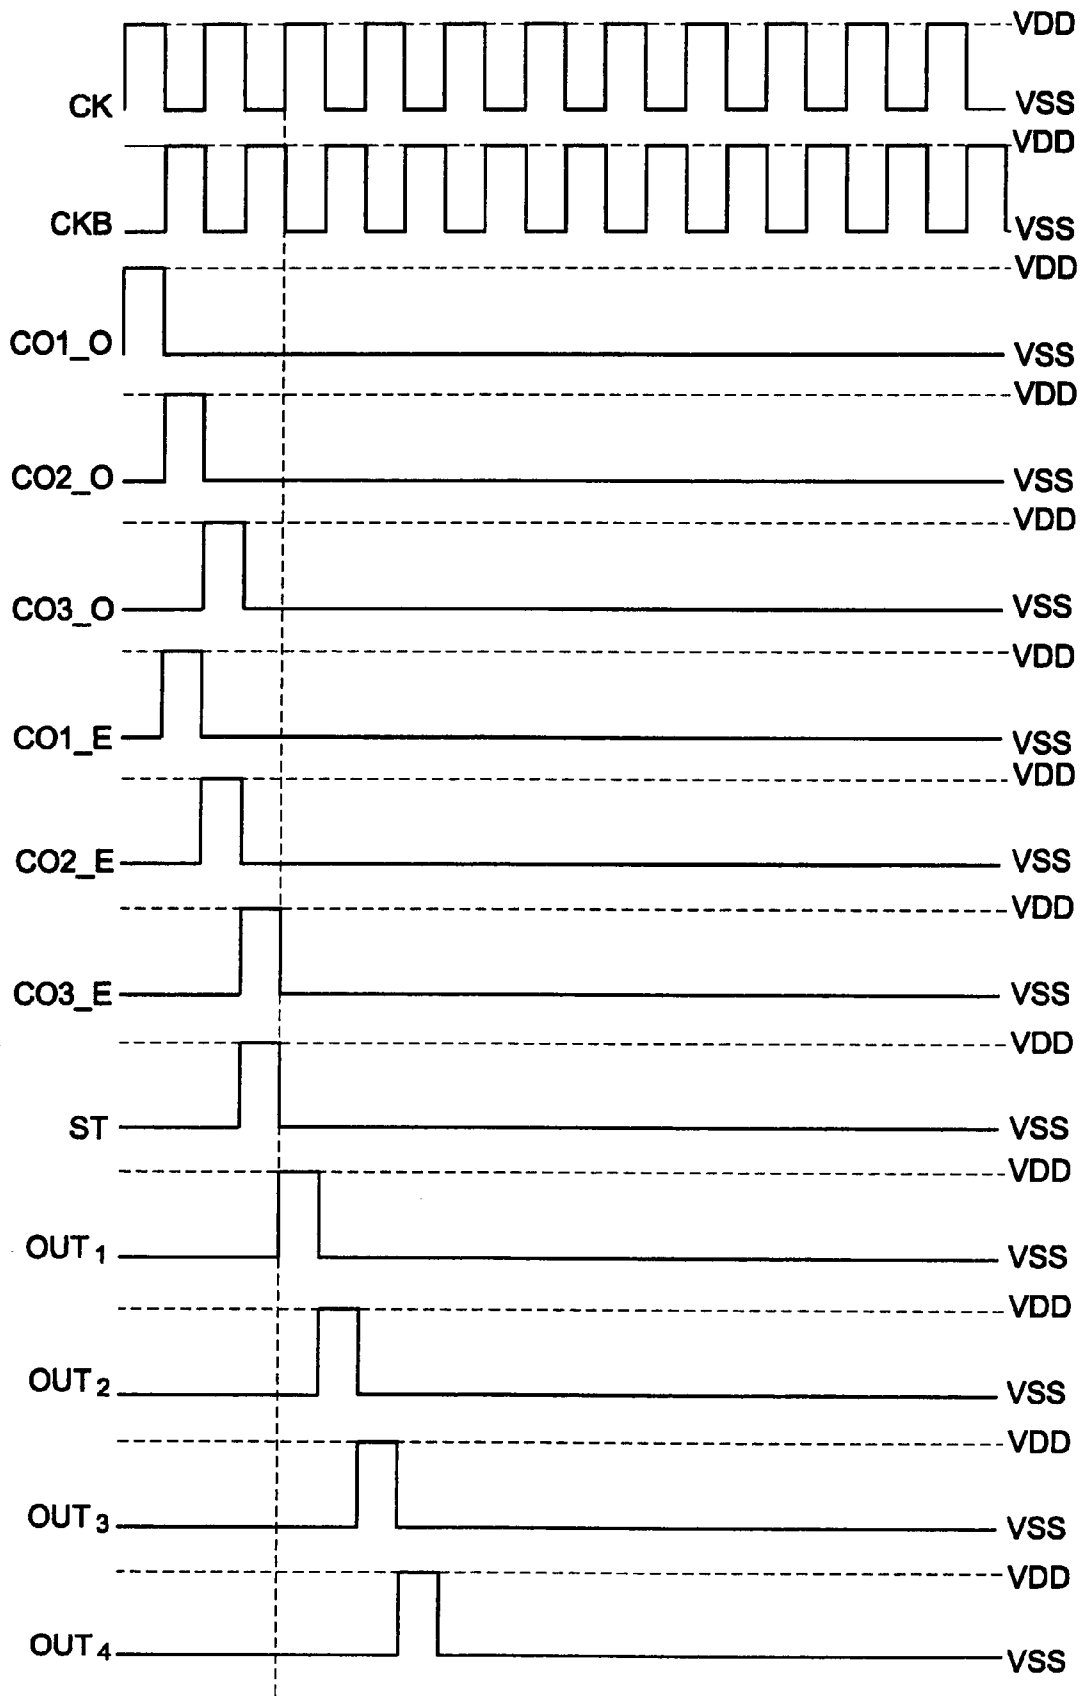 VDD
CK VSS
VDD
CKB VSS
VDD
CO1_O VSS
VDD
CO2_O VSS
VDD
CO3_O VSS
VDD
CO1_E VSS
VDD
CO2_E VSS
VDD
CO3_E VSS
VDD
ST VSS
VDD
OUT1 VSS
VDD
OUT2 VSS
VDD
OUT3 VSS
VDD
OUT4 VSS